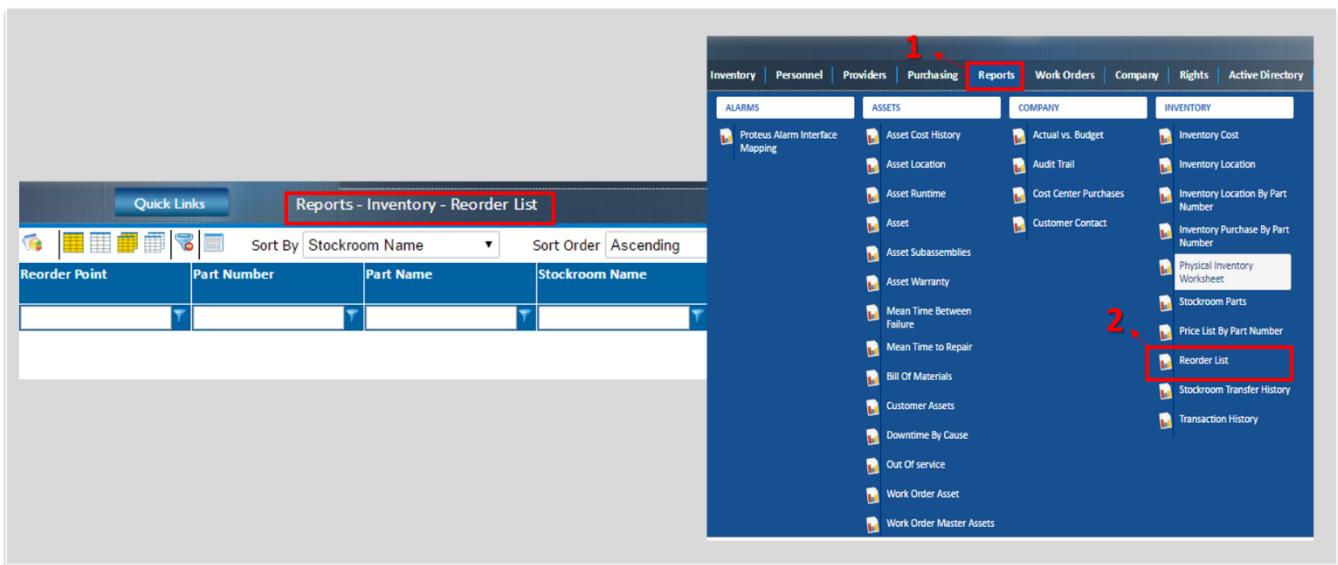 Quick Links
Reports - Inventory - Reorder List
Sort By Stockroom Name Sort Order Ascending
Reorder Point Part Number Part Name Stockroom Name
1
Inventory Personnel Providers Purchasing Reports Work Orders Company Rights Active Directory
ALARMS
Proteus Alarm Interface
Mapping
ASSETS
Asset Cost History
Asset Location
Asset Runtime
Asset
Asset Subassemblies
Asset Warranty
Mean Time Between
Failure
Mean Time to Repair
Bill Of Materials
Customer Assets
Downtime By Cause
Out Of service
Work Order Asset
Work Order Master Assets
COMPANY
Actual vs. Budget
Audit Trail
Cost Center Purchases
Customer Contact
INVENTORY
Inventory Cost
Inventory Location
Inventory Location By Part
Number
Inventory Purchase By Part
Number
Physical Inventory
Worksheet
Stockroom Parts
Price List By Part Number
2
Reorder List
Stockroom Transfer History
Transaction History